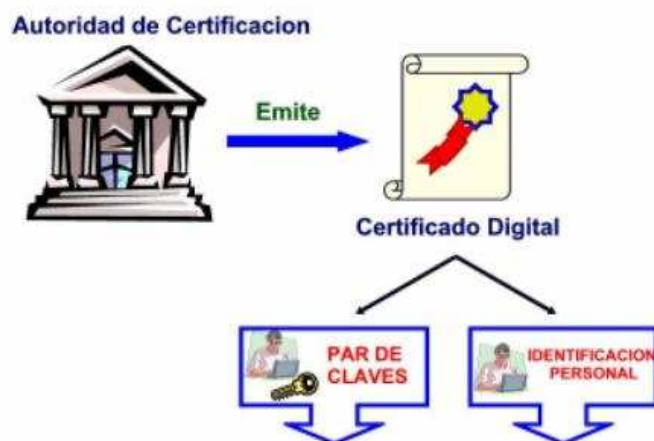 Autoridad de Certificacion
Emite
Certificado Digital
PAR DE
CLAVES
IDENTIFICACION
PERSONAL